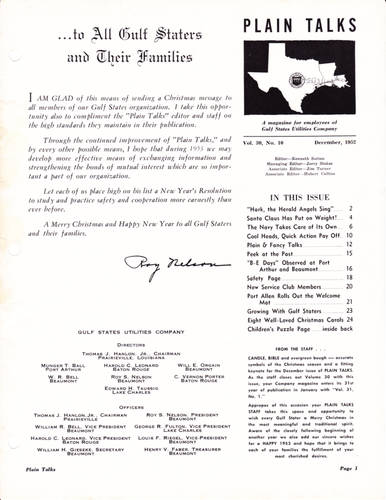 ...to All Gulf Staters
and Their Families
I AM GLAD of this means of sending a Christmas message to
all members of our Gulf States organization. I take this oppor-
tunity also to compliment the "Plain Talks" editor and staff on
the high standards they maintain in their publication.
Through the continued improvement of "Plain Talks," and
by every other possible means, I hope that during 1953 we may
develop more effective means of exchanging information and
strengthening the bonds of mutual interest which are so impor-
tant a part of our organization.
Let each of us place high on his list a New Year's Resolution
to study and practice safety and cooperation more earnestly than
ever before.
A Merry Christmas and Happy New Year to all Gulf Staters
and their families.
Roy Nelson
GULF STATES UTILITIES COMPANY
DIRECTORS
THOMAS J. HANLON, JR., CHAIRMAN
PRAIRIEVILLE, LOUISIANA
MUNGER T. BALL HAROLD C. LEONARD WILL E. ORGAIN
PORT ARTHUR BATON ROUGE BEAUMONT
W. R. BELL ROY S. NELSON C. VERNON PORTER
BEAUMONT BEAUMONT BATON ROUGE
EDWARD H. TAUSSIG
LAKE CHARLES
OFFICERS
THOMAS J. HANLON, JR., CHAIRMAN ROY S. NELSON, PRESIDENT
PRAIRIEVILLE BEAUMONT
WILLIAM R. BELL, VICE PRESIDENT GEORGE R. FULTON, VICE PRESIDENT
BEAUMONT LAKE CHARLES
HAROLD C. LEONARD, VICE PRESIDENT LOUIS F. RIEGEL, VICE-PRESIDENT
BATON ROUGE BEAUMONT
WILLIAM H. GIESEKE, SECRETARY HENRY V. FABER, TREASURER
BEAUMONT BEAUMONT
Plain Talks
PLAIN TALKS
A magazine for employees of
Gulf States Utilities Company
Vol. 30, No. 10 December, 1952
Editor—Kenneth Sutton
Managing Editor—
Associate Editor—Jim Turner
Associate Editor—Hubert
IN THIS ISSUE
"Hark, the Herald Angels Sing" 2
Santa Claus Has Put on Weight! 4
The Navy Takes Care of Its Own 6
Cool Heads, Quick Action Pay Off 10
Plain & Fancy Talks 12
Peek at the Past 15
"B-E Days" Observed at Port
Arthur and Beaumont 16
Safety Page 18
New Service Club Members 20
Port Allen Rolls Out the Welcome
Mat 21
Growing With Gulf Staters 23
Eight Well-Loved Christmas Carols 24
Children's Puzzle Page inside back
FROM THE STAFF ...
CANDLE, BIBLE and evergreen bough — accurate
symbols of the Christmas season and a fitting
keynote for the December issue of PLAIN TALKS.
As the staff closes out Volume 30 with this
issue, your Company magazine enters its 31st
year of publication in January with "Vol. 31,
No. 1."
Apropos of this occasion your PLAIN TALKS
STAFF takes this space and opportunity to
wish every Gulf Stater a Merry Christmas in
the most meaningful and traditional spirit.
Aware of the closely following beginning of
another year we also add our sincere wishes
for a HAPPY 1953 and hope that it brings to
each of your families the fulfillment of your
most cherished desires.
Page 1